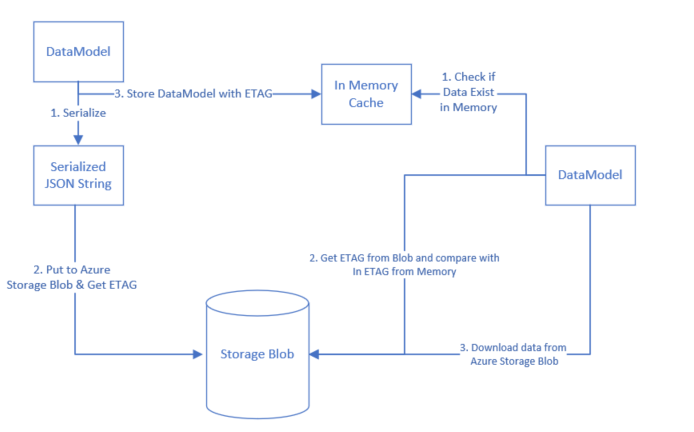 DataModel
3. Store DataModel with ETAG
1. Serialize
In Memory
Cache
1. Check if
Data Exist
in Memory
Serialized
JSON String
DataModel
2. Put to Azure
Storage Blob & Get ETAG
2. Get ETAG from Blob and compare with
In ETAG from Memory
Storage Blob
3. Download data from
Azure Storage Blob